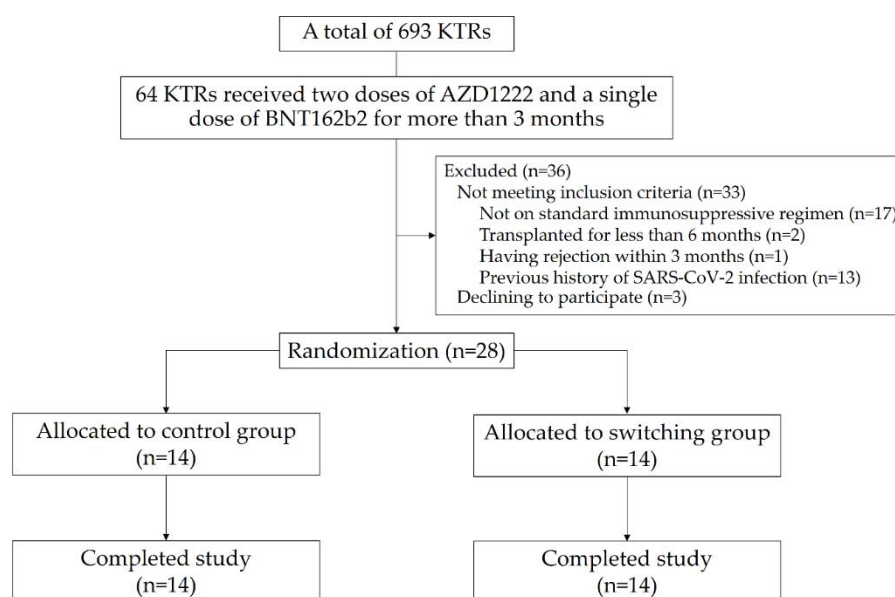 A total of 693 KTRs
64 KTRs received two doses of AZD1222 and a single
dose of BNT162b2 for more than 3 months
Excluded (n=36)
Not meeting inclusion criteria (n=33)
Not on standard immunosuppressive regimen (n=17)
Transplanted for less than 6 months (n=2)
Having rejection within 3 months (n=1)
Previous history of SARS-CoV-2 infection (n=13)
Declining to participate (n=3)
Randomization (n=28)
Allocated to control group
(n=14)
Allocated to switching group
(n=14)
Completed study
(n=14)
Completed study
(n=14)